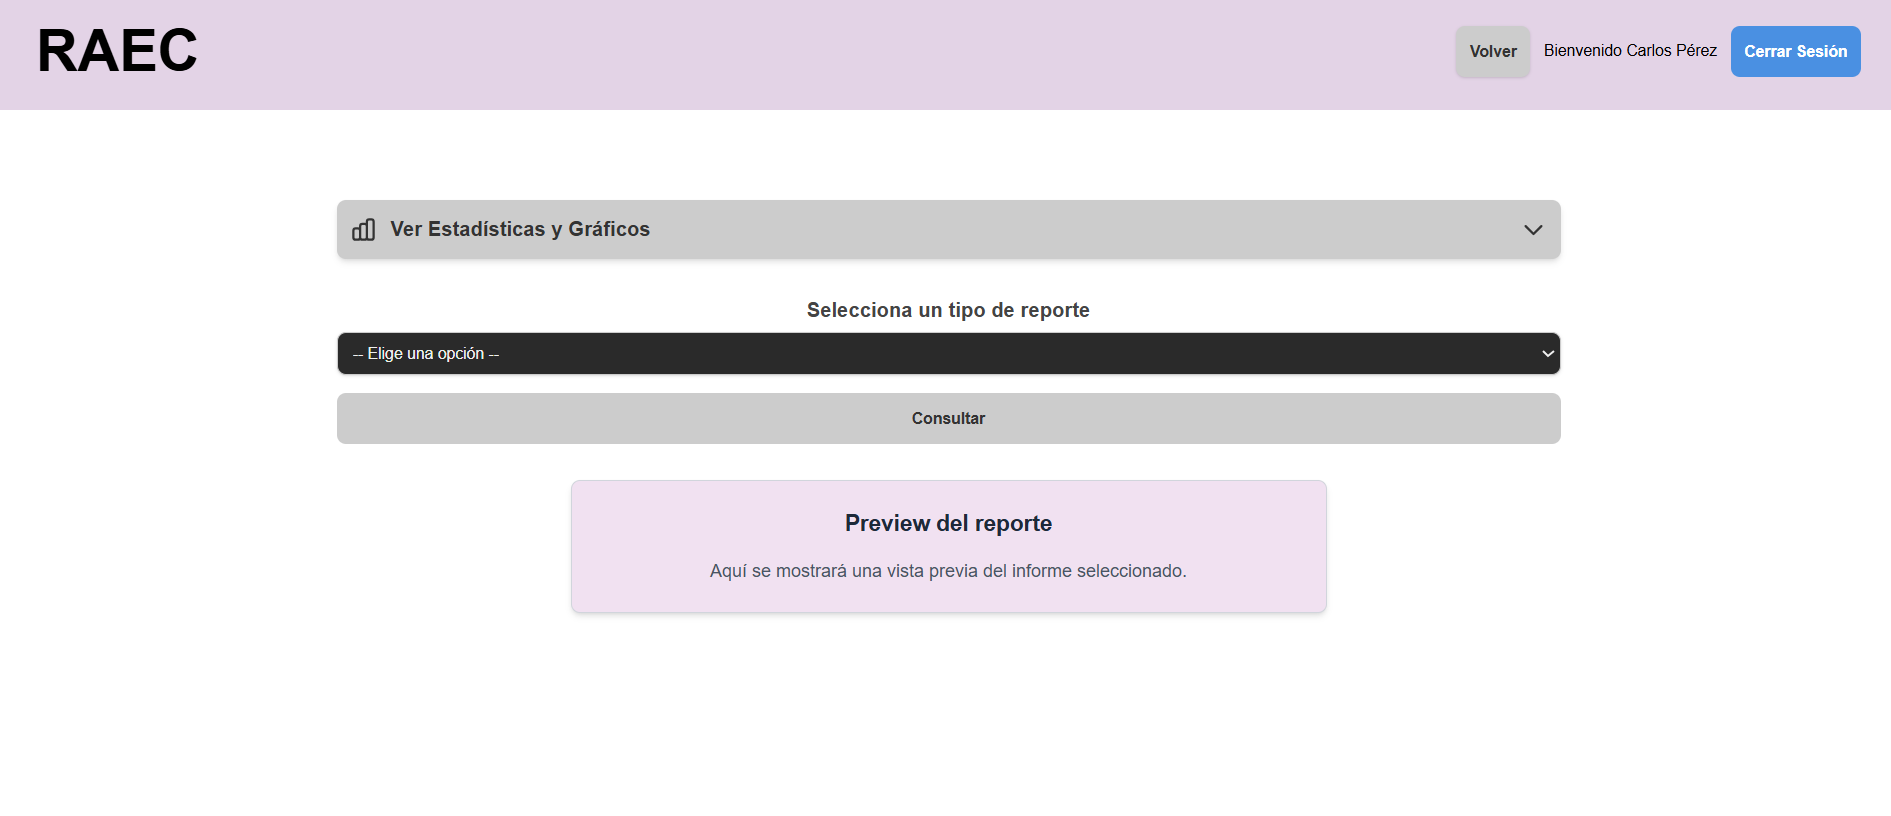 RAEC
Volver
Bienvenido Carlos Pérez
Cerrar Sesión
Ver Estadísticas y Gráficos
Selecciona un tipo de reporte
-- Elige una opción --
Consultar
Preview del reporte
Aquí se mostrará una vista previa del informe seleccionado.